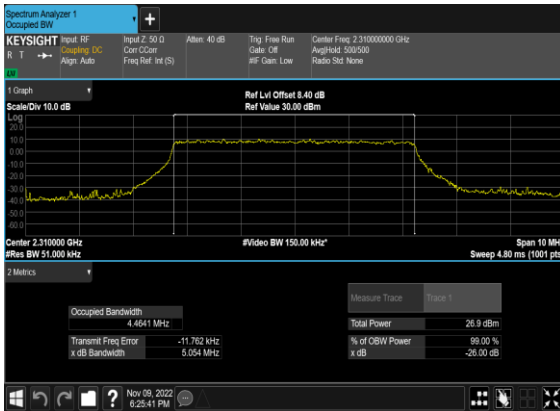 Spectrum Analyzer 1
Occupied BW
+
KEYSIGHT Input: RF Input Z: 50 Ω Atten: 40 dB Trig: Free Run Center Freq: 2.310000000 GHz
R T Coupling: DC Corr CCorr Gate: Off Avg|Hold: 500/500
Align: Auto Freq Ref: Int (S) #IF Gain: Low Radio Std: None
1 Graph
Scale/Div 10.0 dB Ref Lvl Offset 8.40 dB
Ref Value 30.00 dBm
Log
20.0
10.0
0.00
-10.0
-20.0
-30.0
-40.0
-50.0
-60.0
Center 2.310000 GHz #Video BW 150.00 kHz* Span 10 MH
#Res BW 51.000 kHz Sweep 4.80 ms (1001 pts
2 Metrics
Measure Trace Trace 1
Occupied Bandwidth
4.4641 MHz Total Power 26.9 dBm
Transmit Freq Error -11.762 kHz % of OBW Power 99.00 %
x dB Bandwidth 5.054 MHz x dB -26.00 dB
? Nov 09, 2022
6:25:41 PM